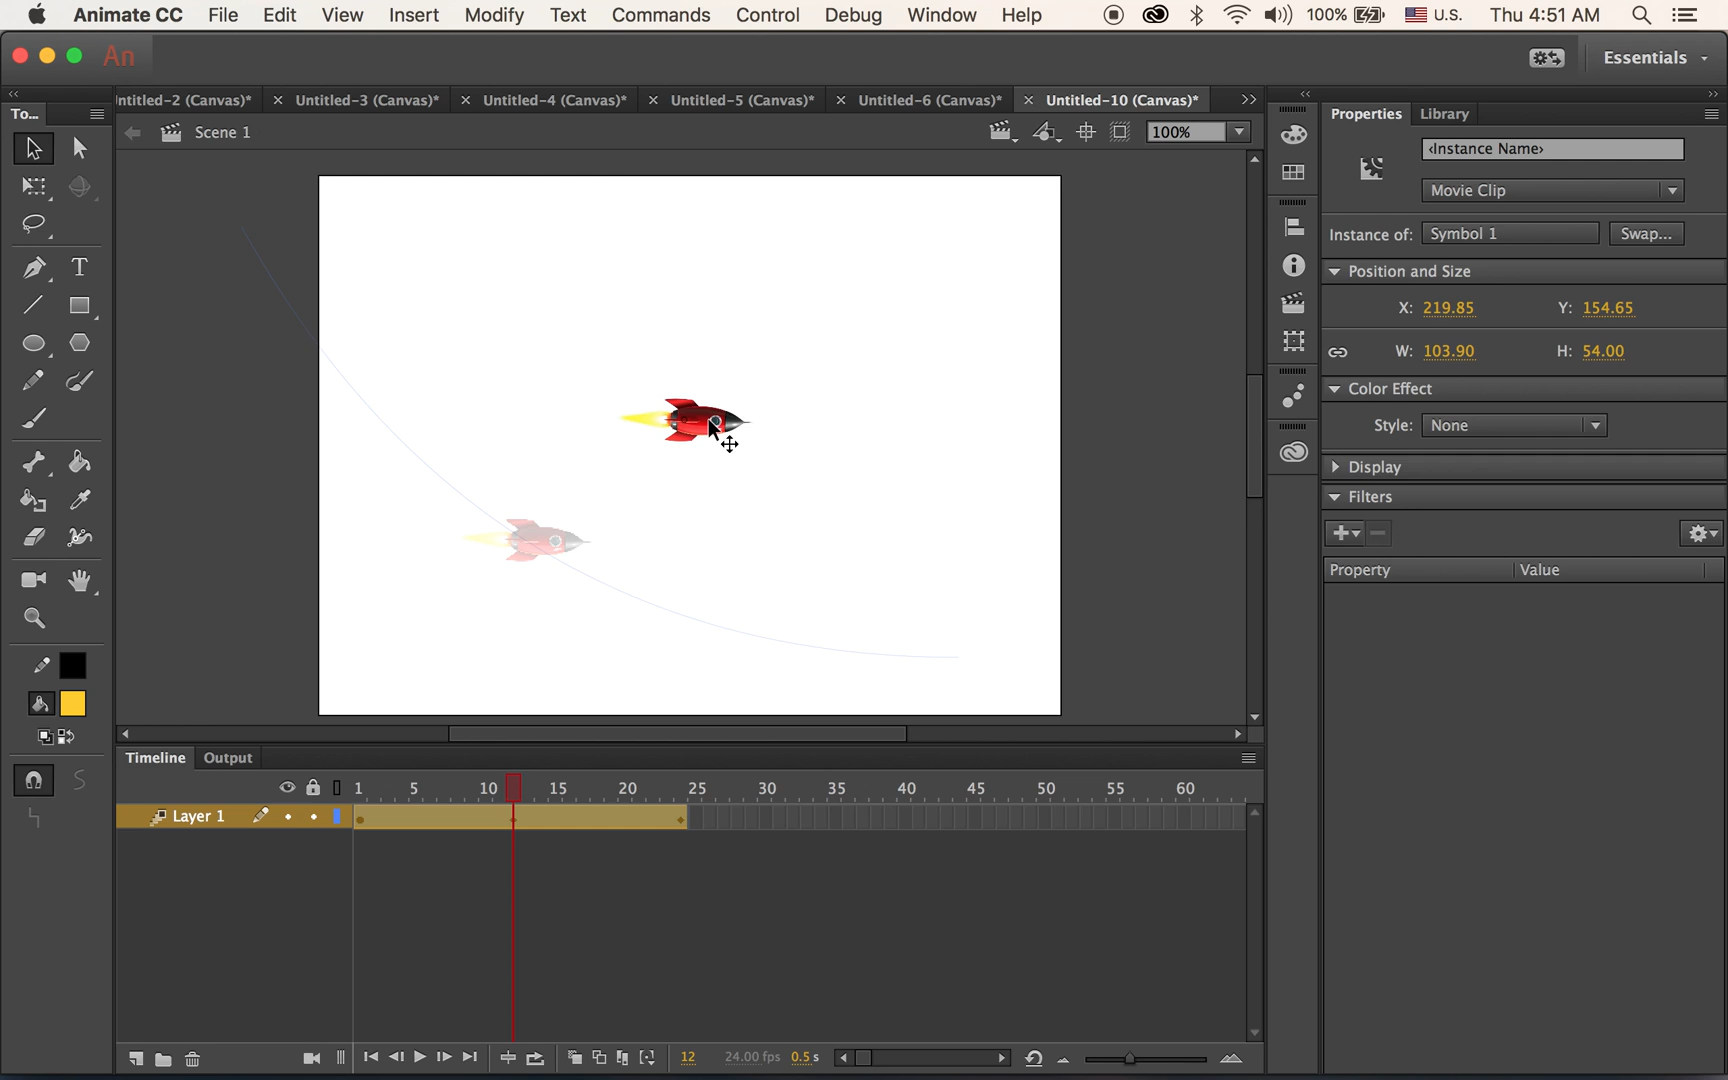 Animate CC File Edit View Insert Modify Text Commands Control Debug Window Help 100% U.S. Thu 4:51 AM
An Essentials
ntitled-2 (Canvas)* Untitled-3 (Canvas)* Untitled-4 (Canvas)* Untitled-5 (Canvas)* Untitled-6 (Canvas)* Untitled-10 (Canvas)*
To... Properties Library
Scene 1 100%
<Instance Name>
Movie Clip
Instance of: Symbol 1 Swap...
Position and Size
X: 219.85 Y: 154.65
W: 103.90 H: 54.00
Color Effect
Style: None
Display
Filters
Property Value
Timeline Output
1 5 10 15 20 25 30 35 40 45 50 55 60
Layer 1
12 24.00 fps 0.5 s